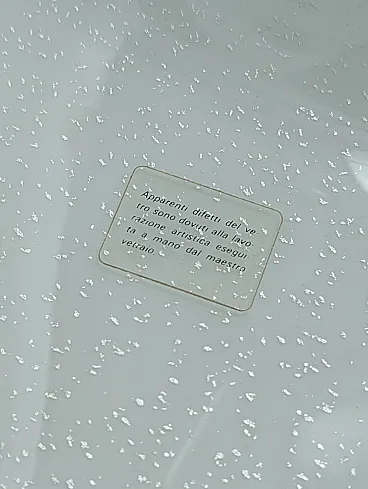 Apparenti difetti del ve-
tro sono dovuti alla lavo-
razione artistica esegui
ta a mano dal maestro
vetraio.